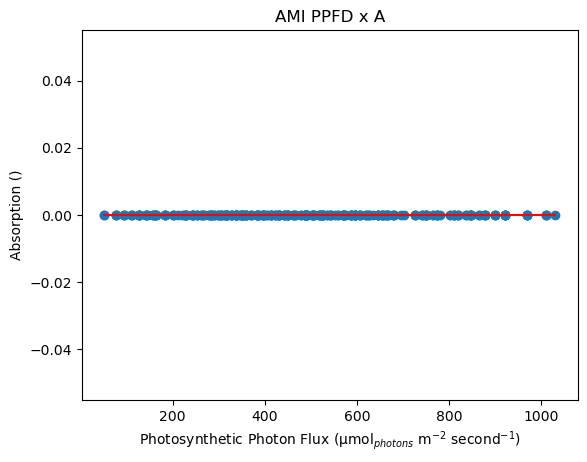 AMI PPFD x A
0.04
0.02
0.00
−0.02
−0.04
Absorption ()
200 400 600 800 1000
Photosynthetic Photon Flux (μmol$_{photons}$ m$^{-2}$ second$^{-1}$)